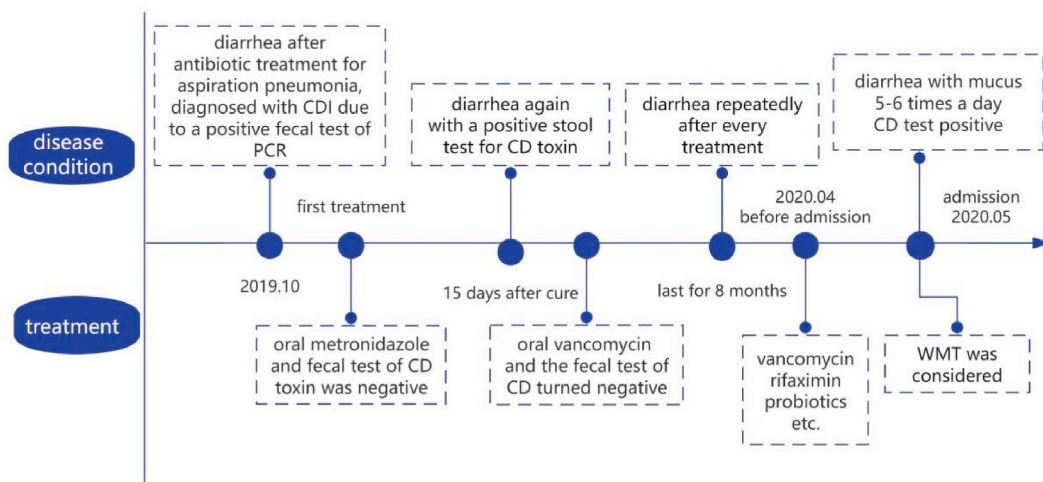 diarrhea after
antibiotic treatment for
aspiration pneumonia,
diagnosed with CDI due
to a positive fecal test of
PCR
diarrhea again
with a positive stool
test for CD toxin
diarrhea repeatedly
after every
treatment
diarrhea with mucus
5-6 times a day
CD test positive
disease
condition
first treatment
2020.04
before admission
admission
2020.05
2019.10
15 days after cure
last for 8 months
treatment
oral metronidazole
and fecal test of CD
toxin was negative
oral vancomycin
and the fecal test of
CD turned negative
vancomycin
rifaximin
probiotics
etc.
WMT was
considered